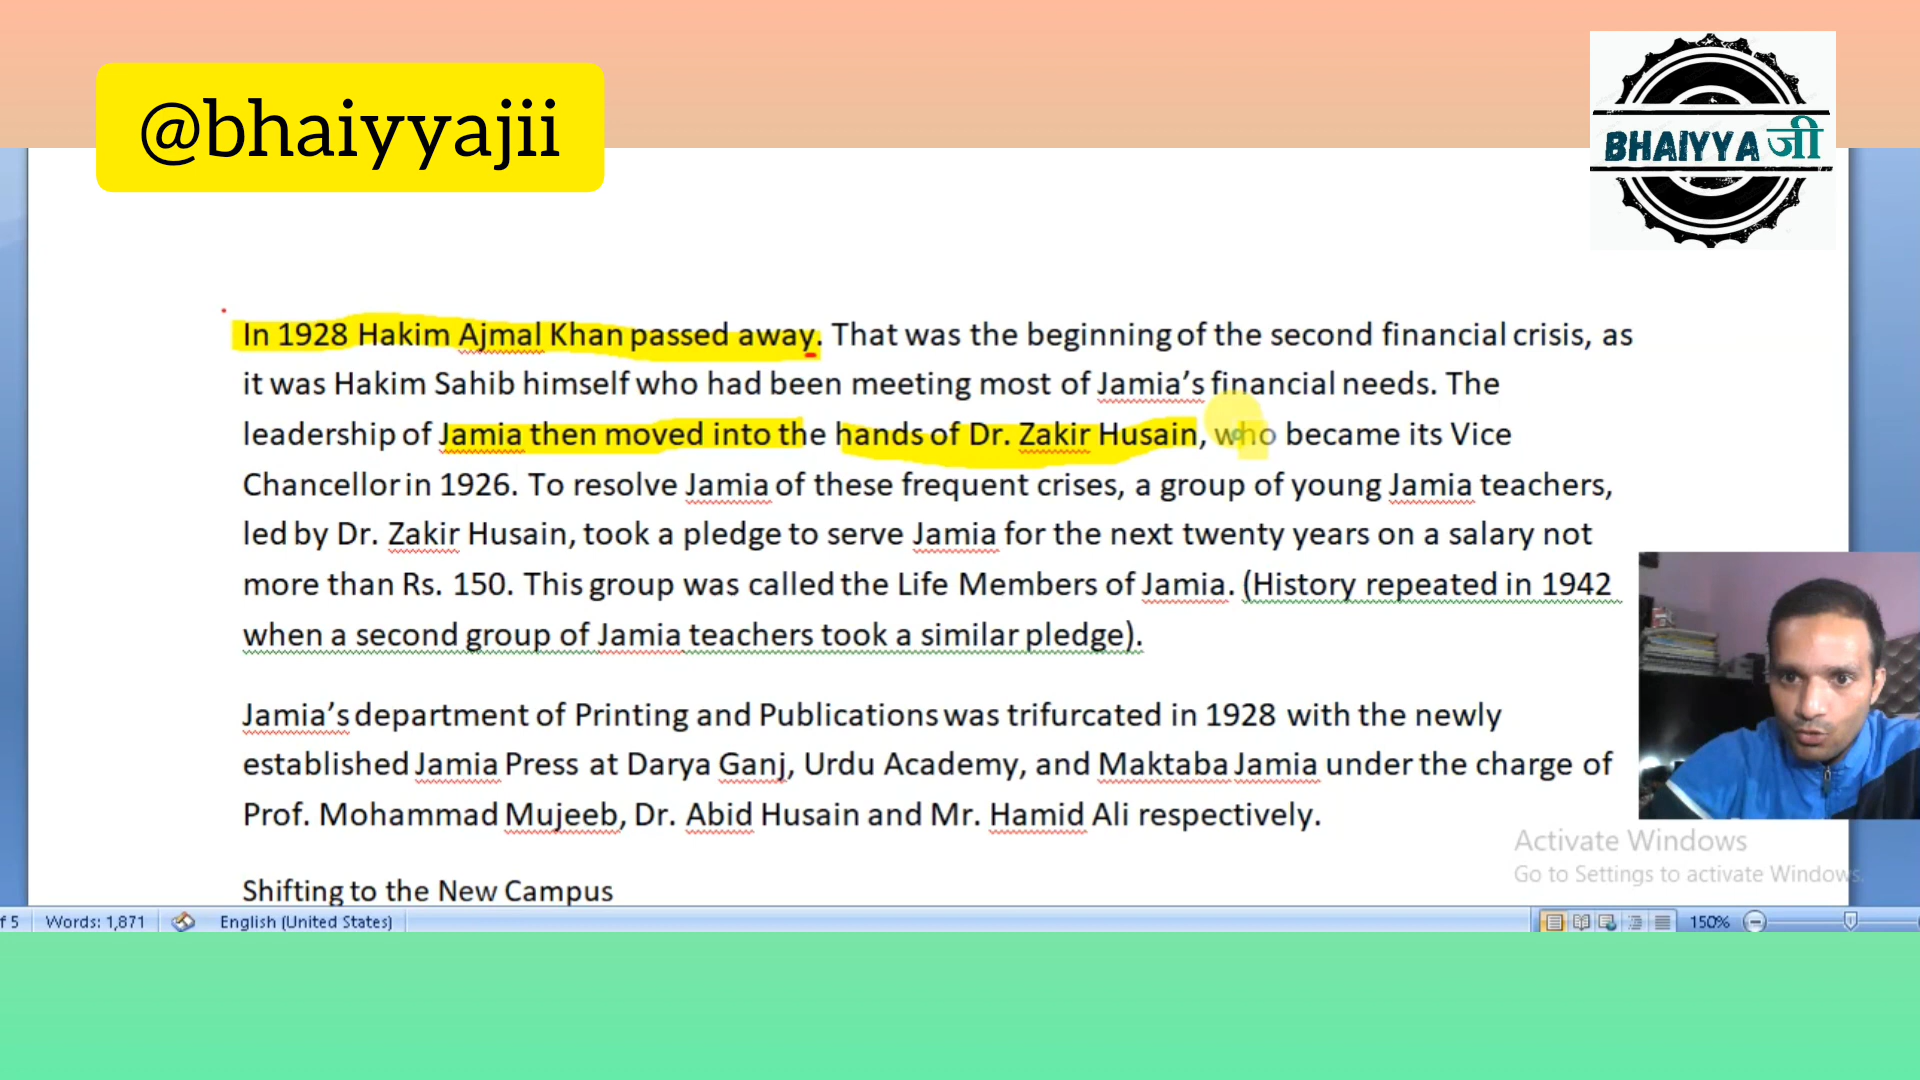 @bhaiyyajii
BHAIYYA जी
In 1928 Hakim Ajmal Khan passed away. That was the beginning of the second financial crisis, as
it was Hakim Sahib himself who had been meeting most of Jamia’s financial needs. The
leadership of Jamia then moved into the hands of Dr. Zakir Husain, who became its Vice
Chancellor in 1926. To resolve Jamia of these frequent crises, a group of young Jamia teachers,
led by Dr. Zakir Husain, took a pledge to serve Jamia for the next twenty years on a salary not
more than Rs. 150. This group was called the Life Members of Jamia. (History repeated in 1942
when a second group of Jamia teachers took a similar pledge).
Jamia’s department of Printing and Publications was trifurcated in 1928 with the newly
established Jamia Press at Darya Ganj, Urdu Academy, and Maktaba Jamia under the charge of
Prof. Mohammad Mujeeb, Dr. Abid Husain and Mr. Hamid Ali respectively.
Activate Windows
Go to Settings to activate Windows.
Shifting to the New Campus
f 5 Words: 1,871 English (United States) 150%